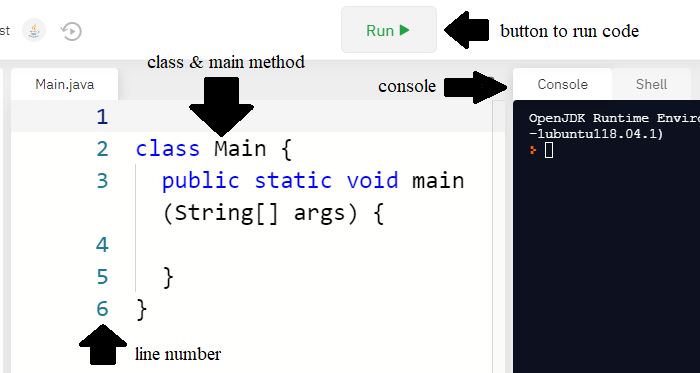 st
Run
button to run code
class & main method
console
Main.java
Console
Shell
1
2 class Main {
3 public static void main
(String[] args) {
4
5 }
6 }
OpenJDK Runtime Enviro
-1ubuntu118.04.1)
line number